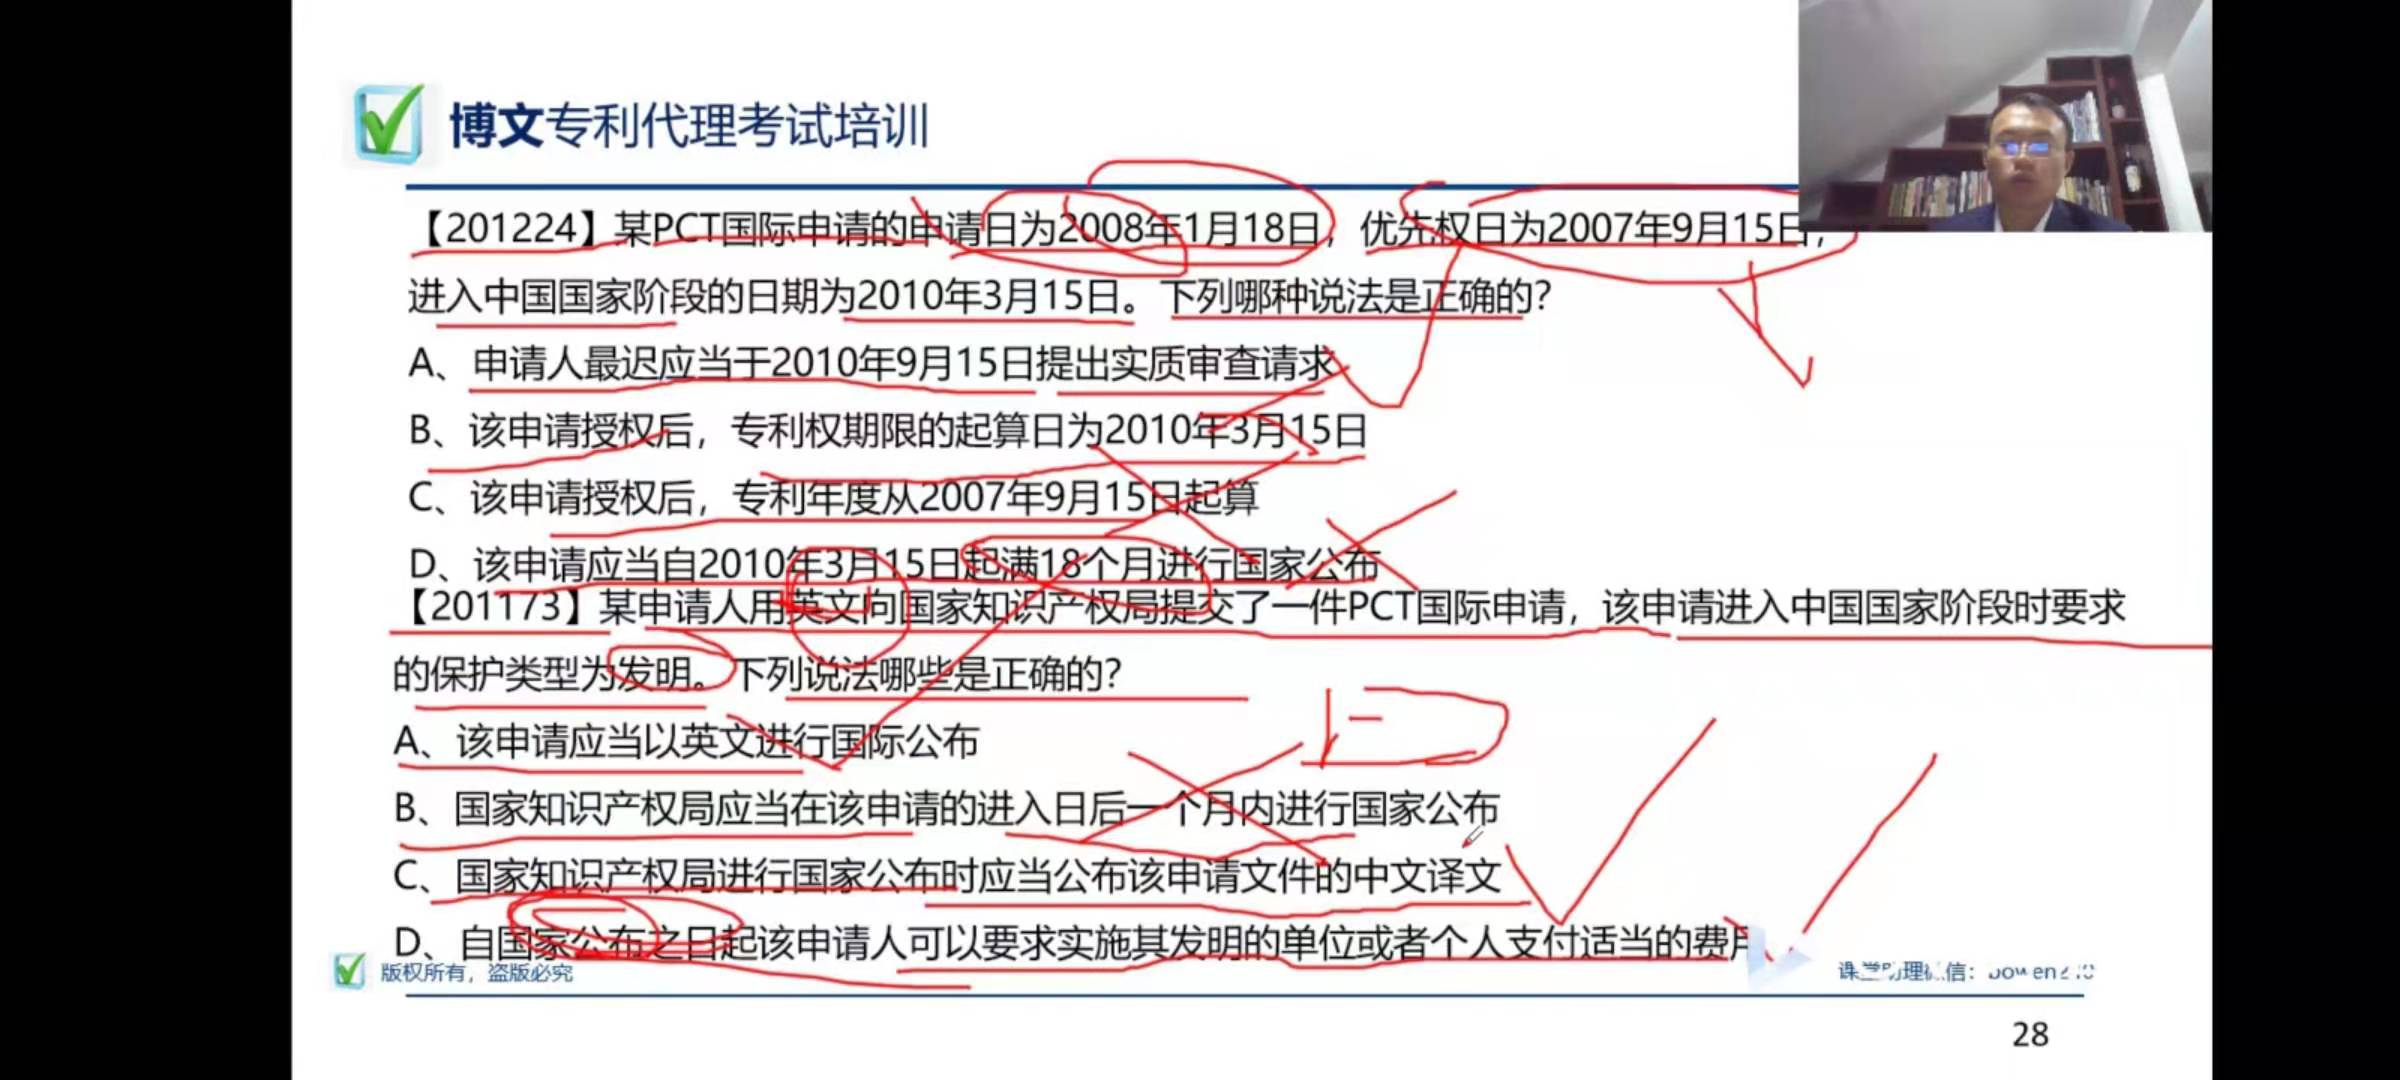 博文专利代理考试培训
【201224】某PCT国际申请的申请日为2008年1月18日，优先权日为2007年9月15日，
进入中国国家阶段的日期为2010年3月15日。下列哪种说法是正确的?
A、申请人最迟应当于2010年9月15日提出实质审查请求
B、该申请授权后，专利权期限的起算日为2010年3月15日
C、该申请授权后，专利年度从2007年9月15日起算
D、该申请应当自2010年3月15日起满18个月进行国家公布
【201173】某申请人用英文向国家知识产权局提交了一件PCT国际申请，该申请进入中国国家阶段时要求
的保护类型为发明。下列说法哪些是正确的?
A、该申请应当以英文进行国际公布
B、国家知识产权局应当在该申请的进入日后一个月内进行国家公布
C、国家知识产权局进行国家公布时应当公布该申请文件的中文译文
D、自国家公布之日起该申请人可以要求实施其发明的单位或者个人支付适当的费用
版权所有，盗版必究
课堂助理微信：
28